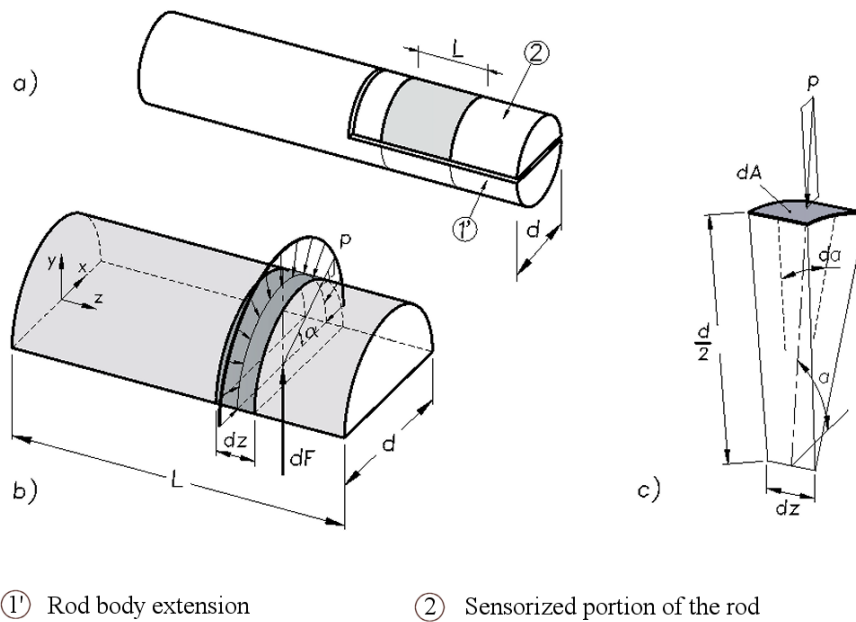 a)
L
2
1'
d
b)
y
x
z
p
α
dz
dF
L
d
c)
p
dA
dα
d/2
a
dz
1' Rod body extension
2 Sensorized portion of the rod